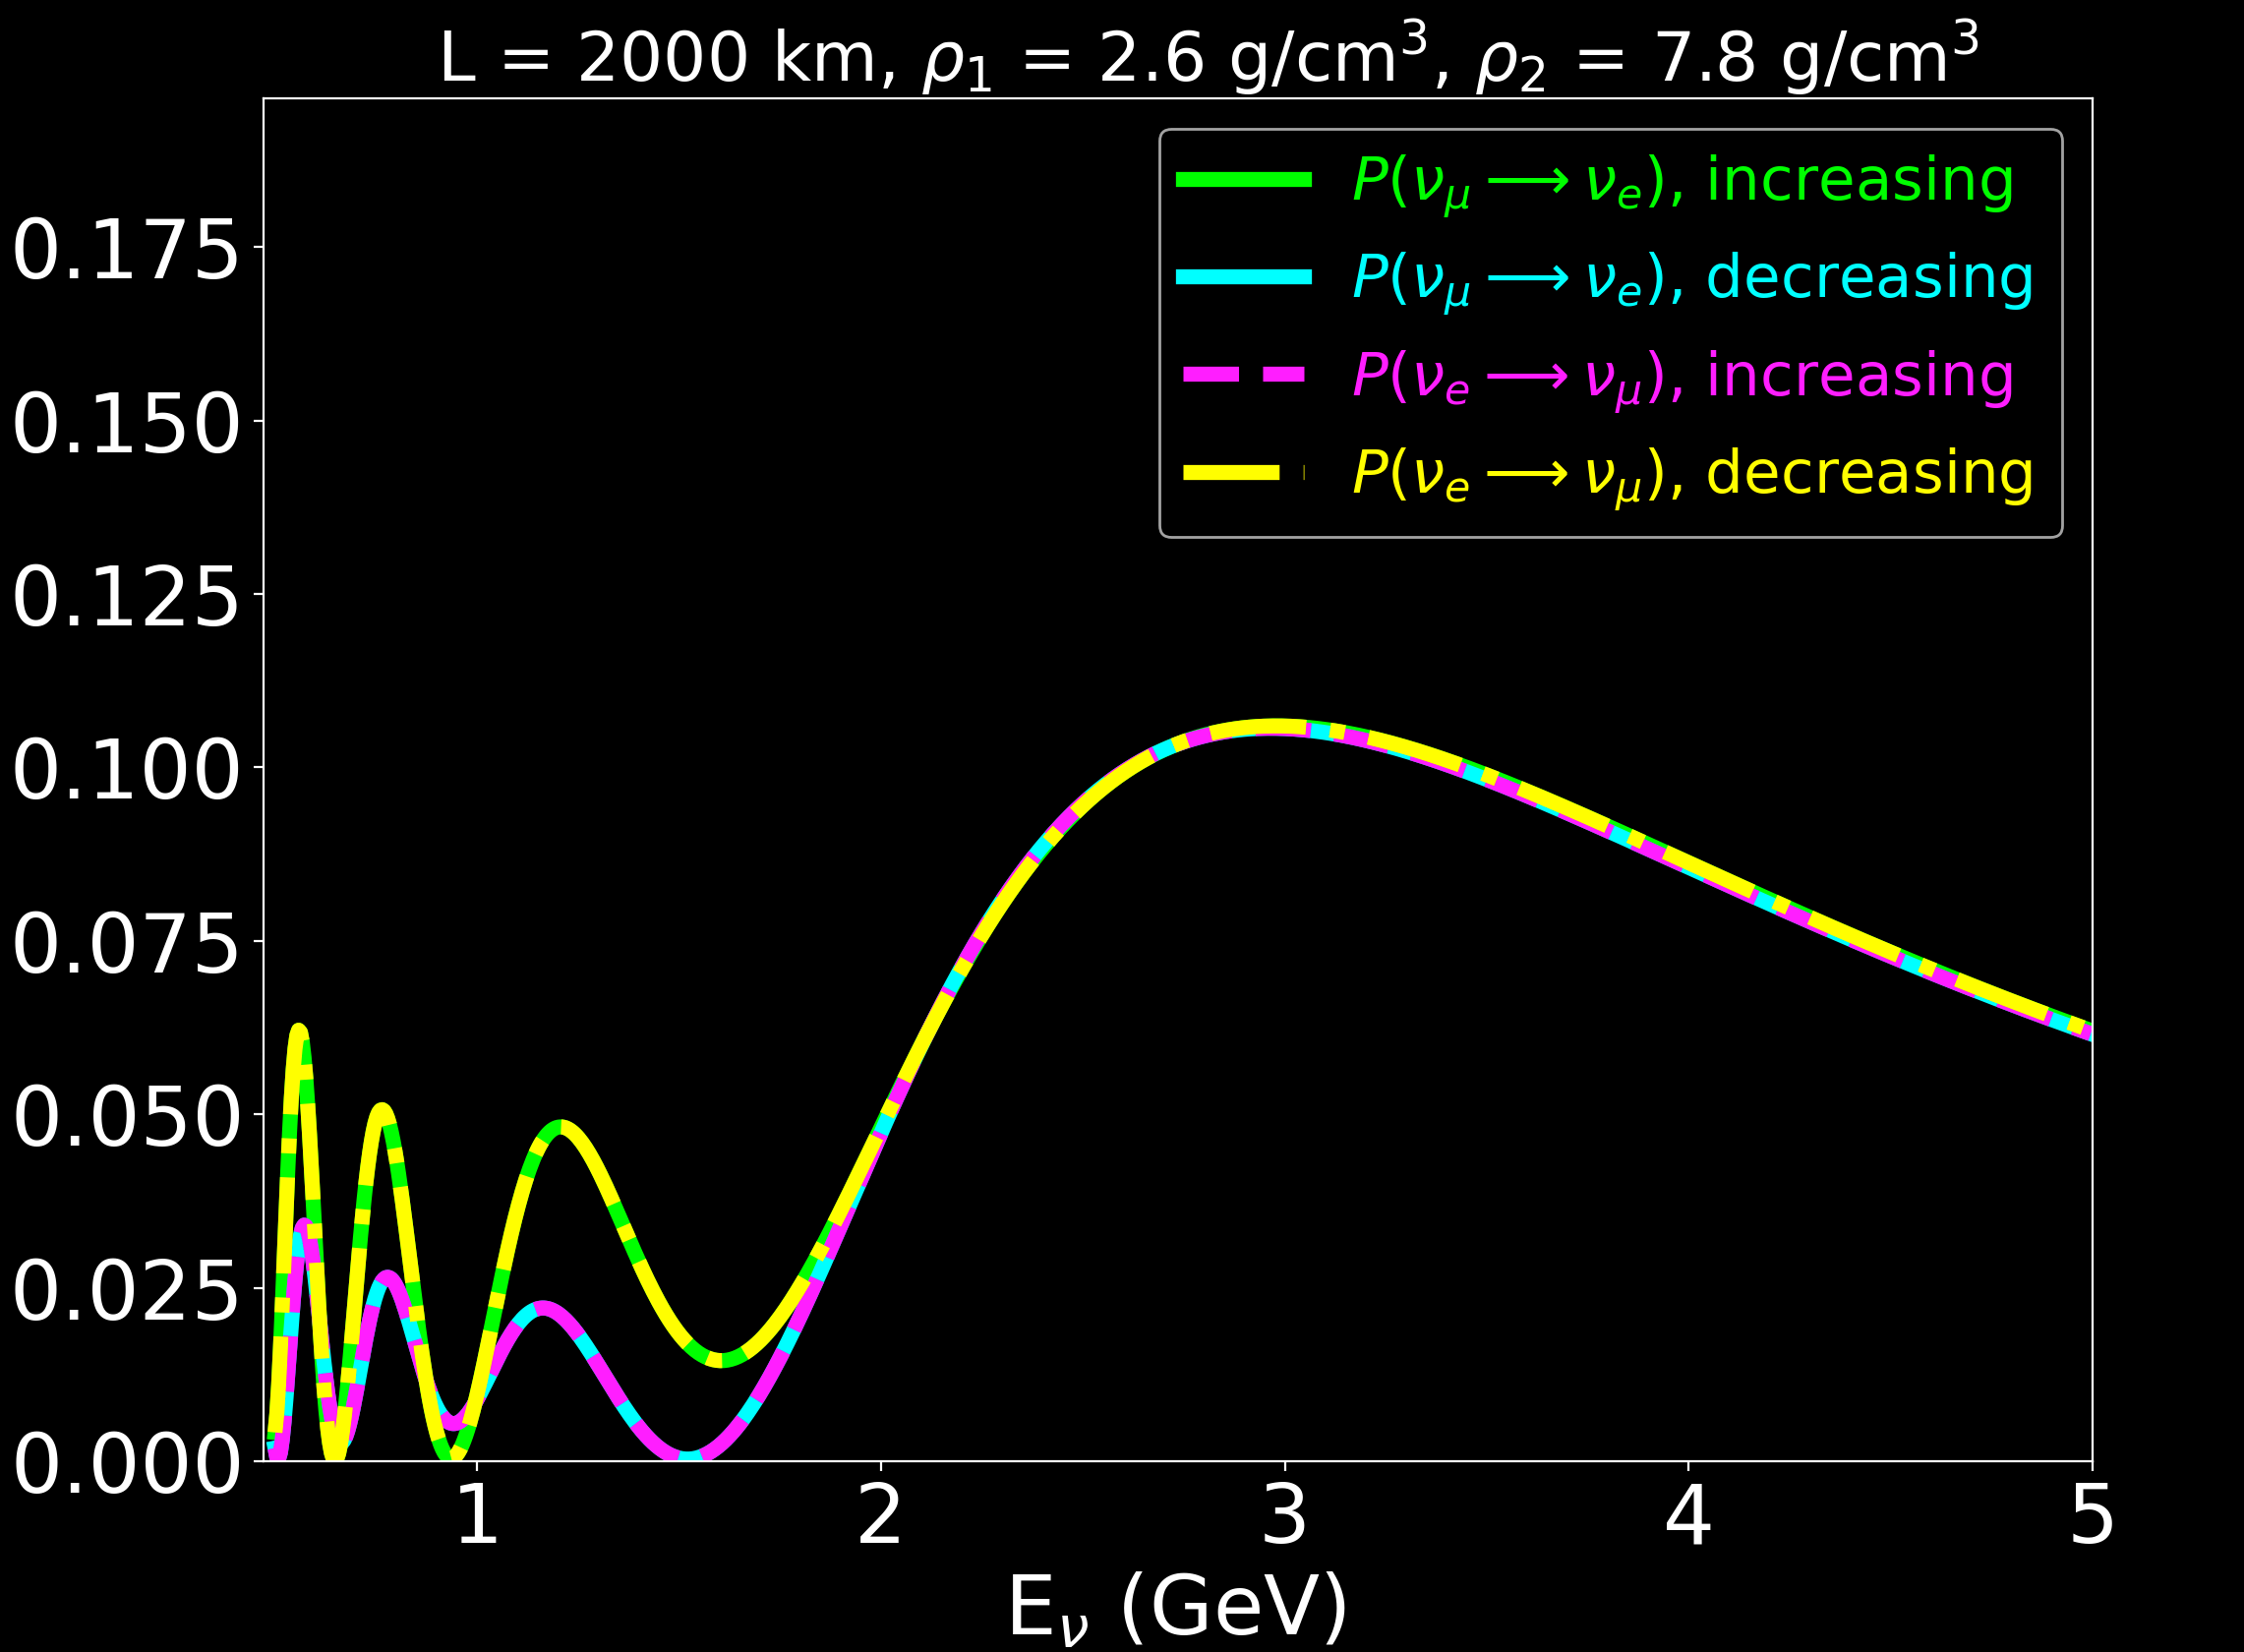 L = 2000 km, ρ₁ = 2.6 g/cm³, ρ₂ = 7.8 g/cm³
P(νμ ⟶ νe), increasing
P(νμ ⟶ νe), decreasing
P(νe ⟶ νμ), increasing
P(νe ⟶ νμ), decreasing
0.175
0.150
0.125
0.100
0.075
0.050
0.025
0.000
1 2 3 4 5
Eν (GeV)